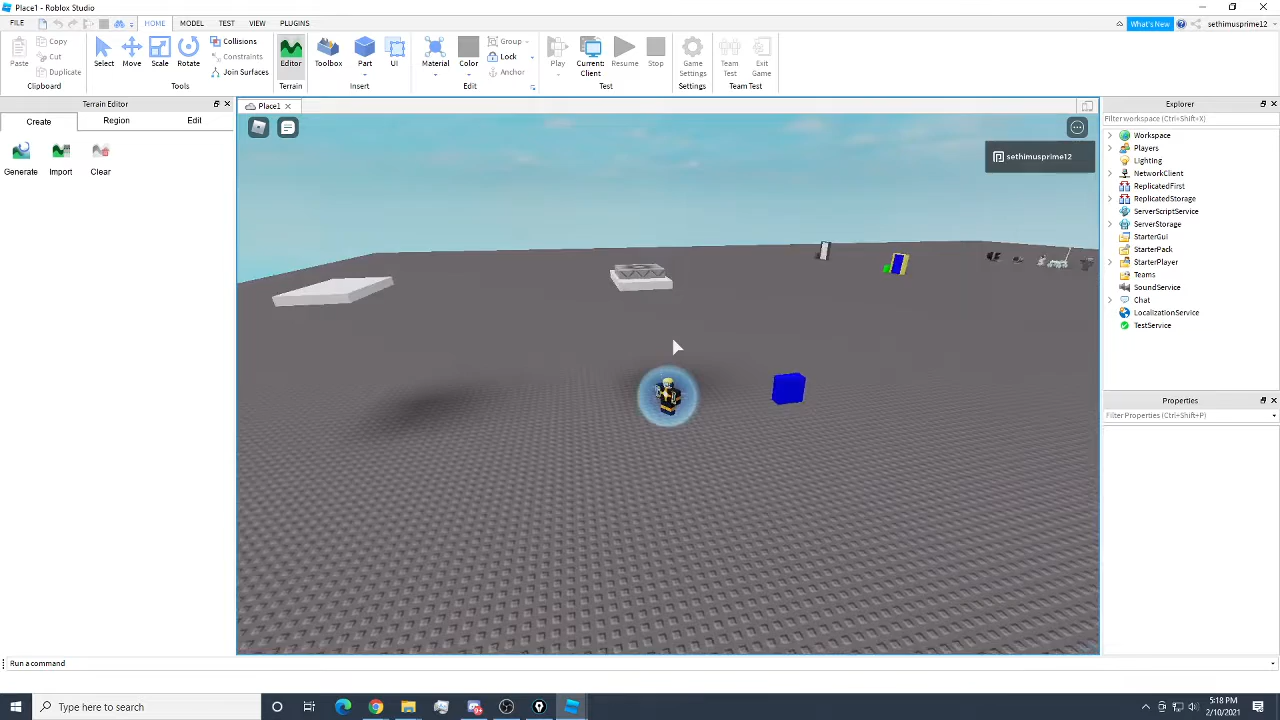 Place1 - Roblox Studio
FILE HOME MODEL TEST VIEW PLUGINS What's New sethimusprime12
Paste Copy Cut Duplicate Select Move Scale Rotate Collisions Constraints Join Surfaces Editor Toolbox Part UI Material Color Group Lock Anchor Play Current: Client Resume Stop Game Settings Team Test Exit Game
Clipboard Tools Terrain Insert Edit Test Settings Team Test
Terrain Editor
Create Region Edit
Generate Import Clear
Place1
sethimusprime12
Explorer
Filter workspace (Ctrl+Shift+X)
Workspace
Players
Lighting
NetworkClient
ReplicatedFirst
ReplicatedStorage
ServerScriptService
ServerStorage
StarterGui
StarterPack
StarterPlayer
Teams
SoundService
Chat
LocalizationService
TestService
Properties
Filter Properties (Ctrl+Shift+P)
Run a command
Type here to search
5:18 PM
2/10/2021